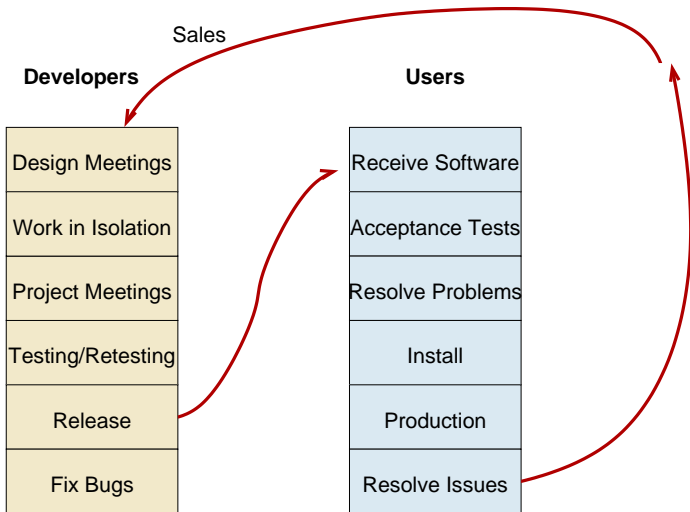 Sales
Developers
Users
Design Meetings
Work in Isolation
Project Meetings
Testing/Retesting
Release
Fix Bugs
Receive Software
Acceptance Tests
Resolve Problems
Install
Production
Resolve Issues